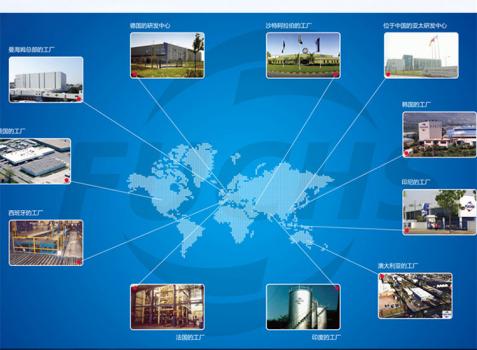 德国的研发中心
沙特阿拉伯的工厂
位于中国的亚太研发中心
曼海姆总部的工厂
韩国的工厂
国的工厂
印尼的工厂
西班牙的工厂
澳大利亚的工厂
法国的工厂
印度的工厂
FUCHS